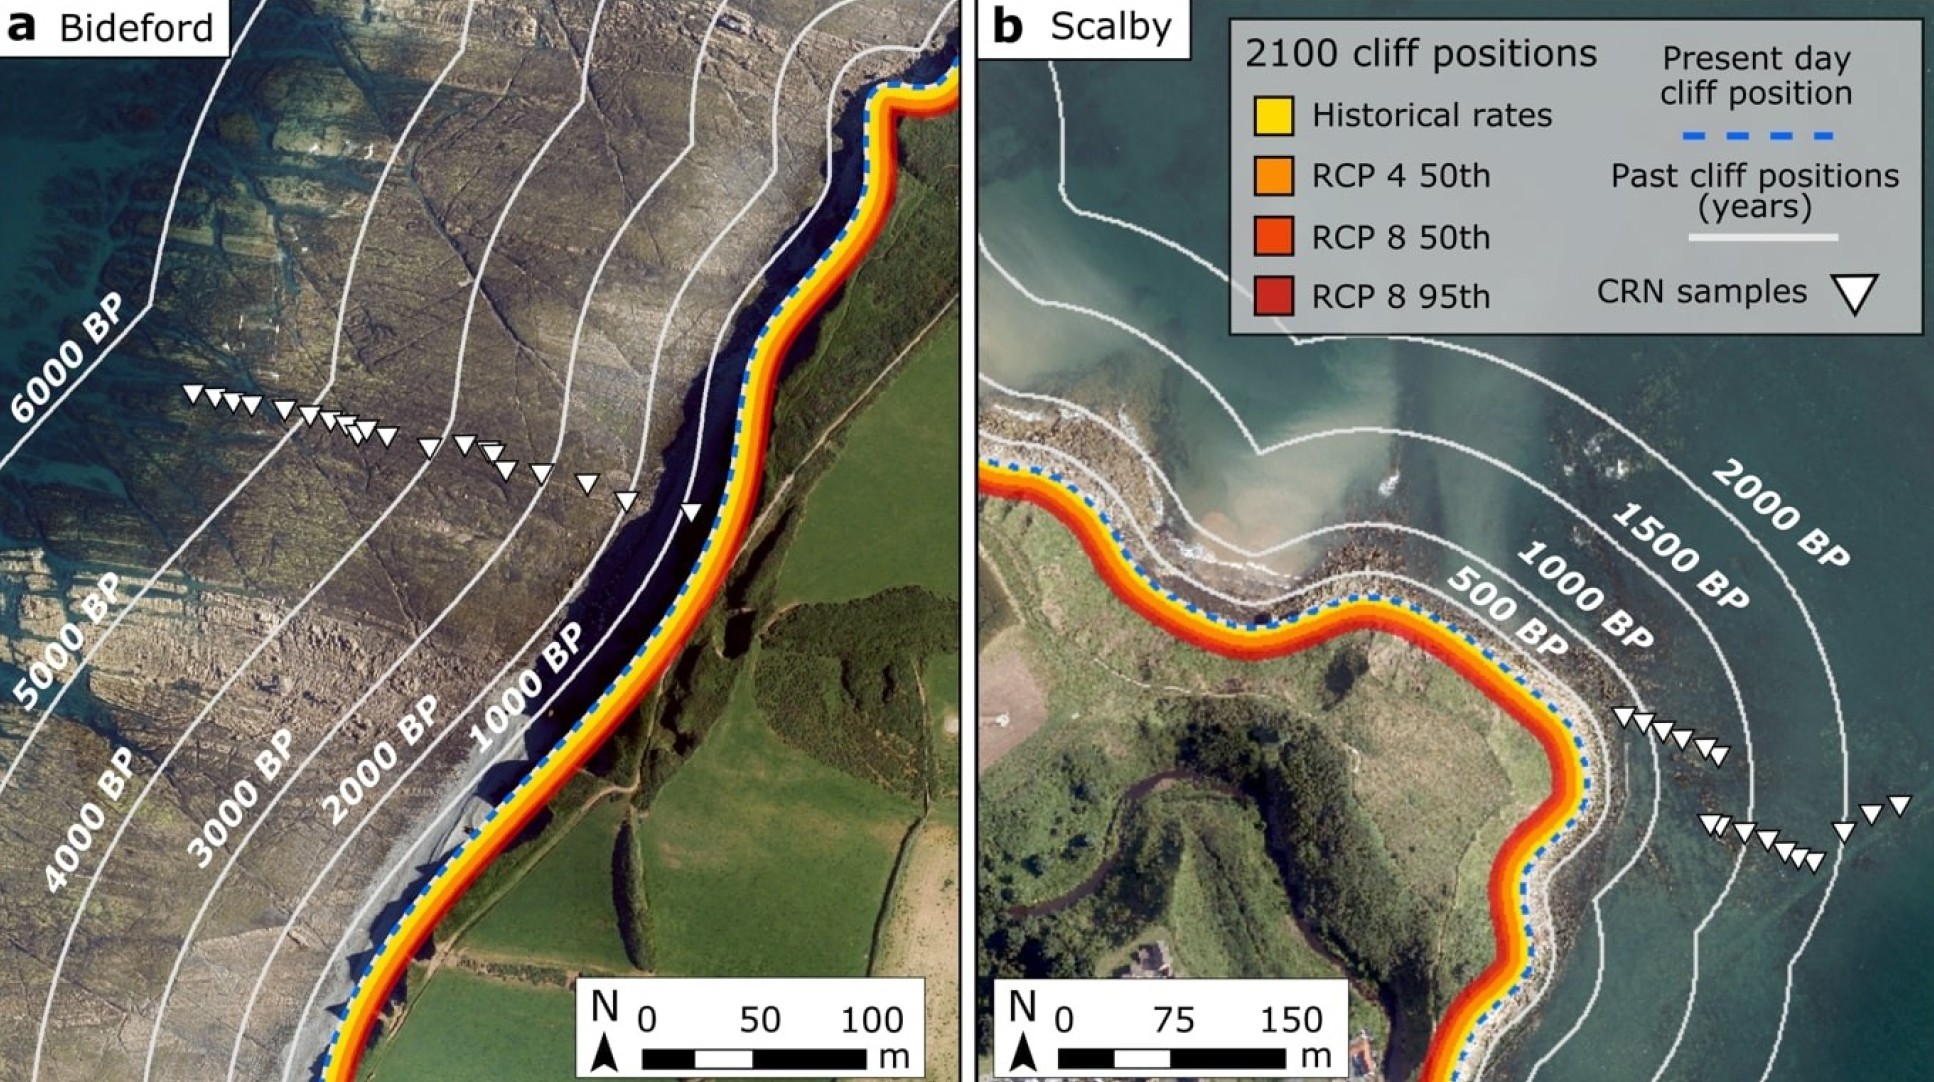 a Bideford
6000 BP
5000 BP
4000 BP
3000 BP
2000 BP
1000 BP
N 0 50 100
m
b Scalby
2100 cliff positions
Historical rates
RCP 4 50th
RCP 8 50th
RCP 8 95th
Present day
cliff position
Past cliff positions
(years)
CRN samples
2000 BP
1500 BP
1000 BP
500 BP
N 0 75 150
m